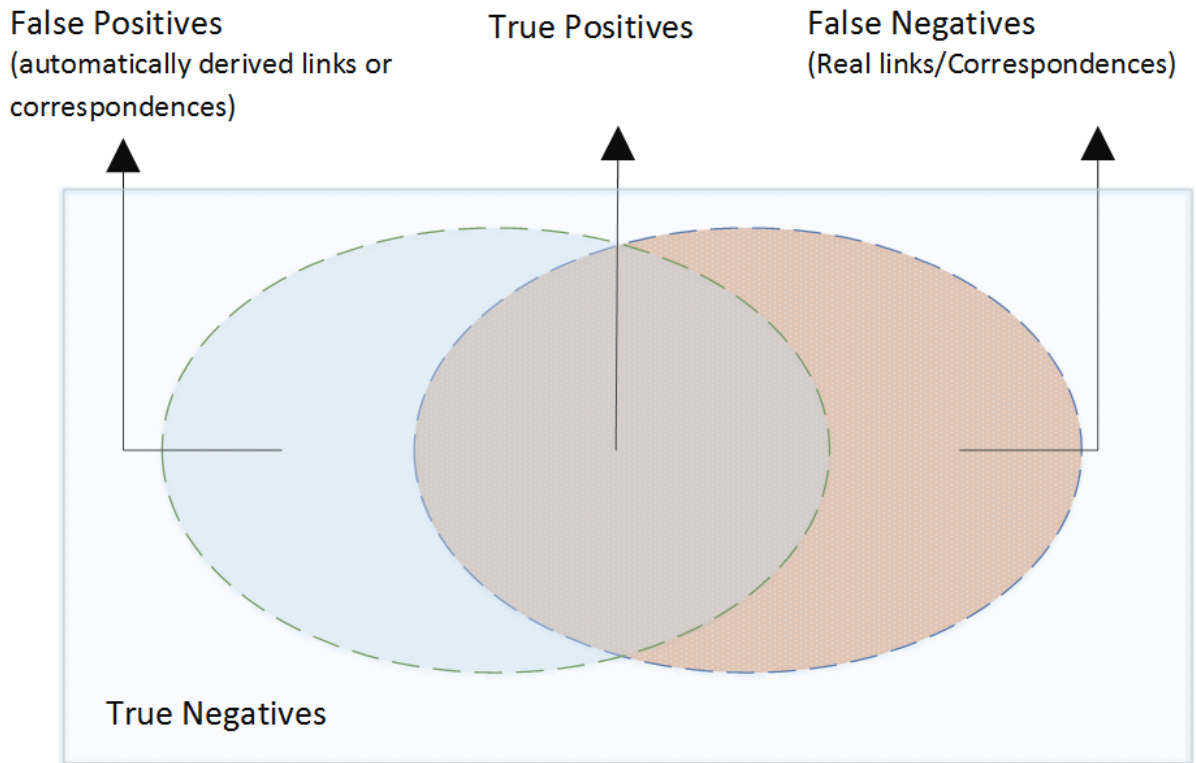 False Positives
(automatically derived links or
correspondences)
True Positives
False Negatives
(Real links/Correspondences)
True Negatives